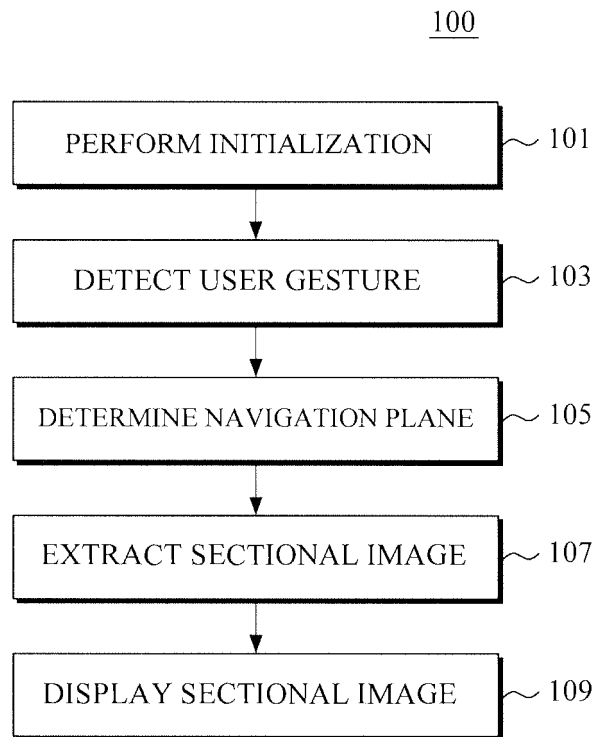 100
PERFORM INITIALIZATION
101
DETECT USER GESTURE
103
DETERMINE NAVIGATION PLANE
105
EXTRACT SECTIONAL IMAGE
107
DISPLAY SECTIONAL IMAGE
109